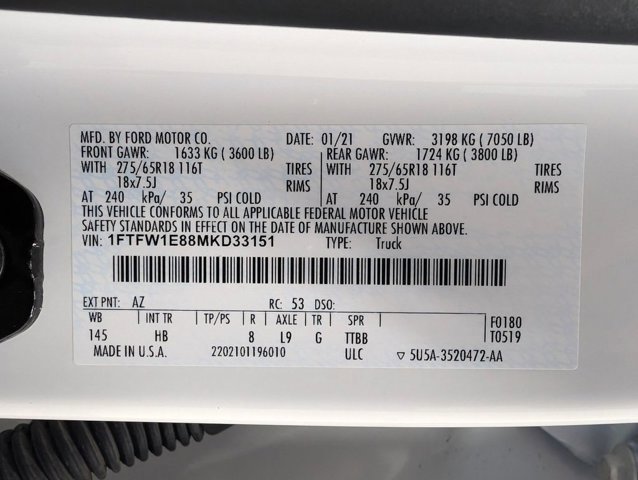 MFD. BY FORD MOTOR CO. DATE: 01/21 GVWR: 3198 KG ( 7050 LB)
FRONT GAWR: 1633 KG ( 3600 LB) REAR GAWR: 1724 KG ( 3800 LB)
WITH 275/65R18 116T TIRES WITH 275/65R18 116T TIRES
18x7.5J RIMS 18x7.5J RIMS
AT 240 kPa/ 35 PSI COLD AT 240 kPa/ 35 PSI COLD
THIS VEHICLE CONFORMS TO ALL APPLICABLE FEDERAL MOTOR VEHICLE
SAFETY STANDARDS IN EFFECT ON THE DATE OF MANUFACTURE SHOWN ABOVE.
VIN: 1FTFW1E88MKD33151 TYPE: Truck
EXT PNT: AZ RC: 53 DSO:
WB INT TR TP/PS R AXLE TR SPR F0180
145 HB 8 L9 G TTBB T0519
MADE IN U.S.A. 2202101196010 ULC 5U5A-3520472-AA